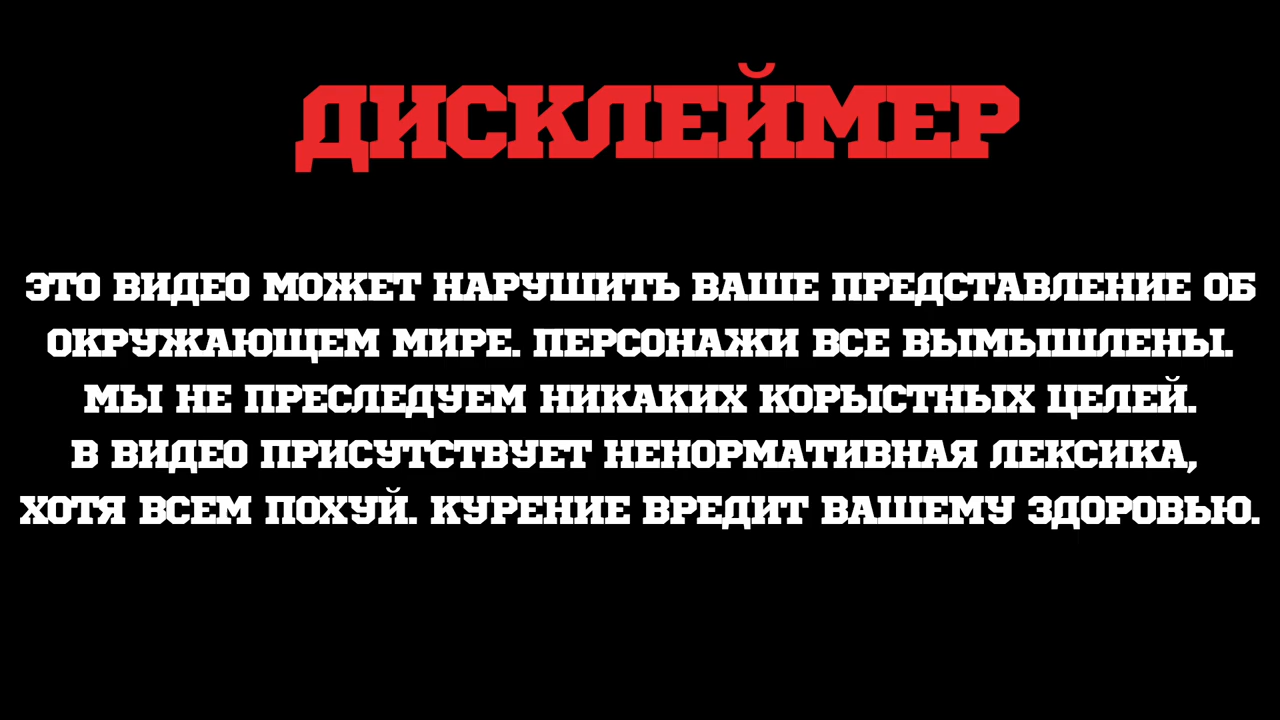 ДИСКЛЕЙМЕР
ЭТО ВИДЕО МОЖЕТ НАРУШИТЬ ВАШЕ ПРЕДСТАВЛЕНИЕ ОБ
ОКРУЖАЮЩЕМ МИРЕ. ПЕРСОНАЖИ ВСЕ ВЫМЫШЛЕНЫ.
МЫ НЕ ПРЕСЛЕДУЕМ НИКАКИХ КОРЫСТНЫХ ЦЕЛЕЙ.
В ВИДЕО ПРИСУТСТВУЕТ НЕНОРМАТИВНАЯ ЛЕКСИКА,
ХОТЯ ВСЕМ ПОХУЙ. КУРЕНИЕ ВРЕДИТ ВАШЕМУ ЗДОРОВЬЮ.